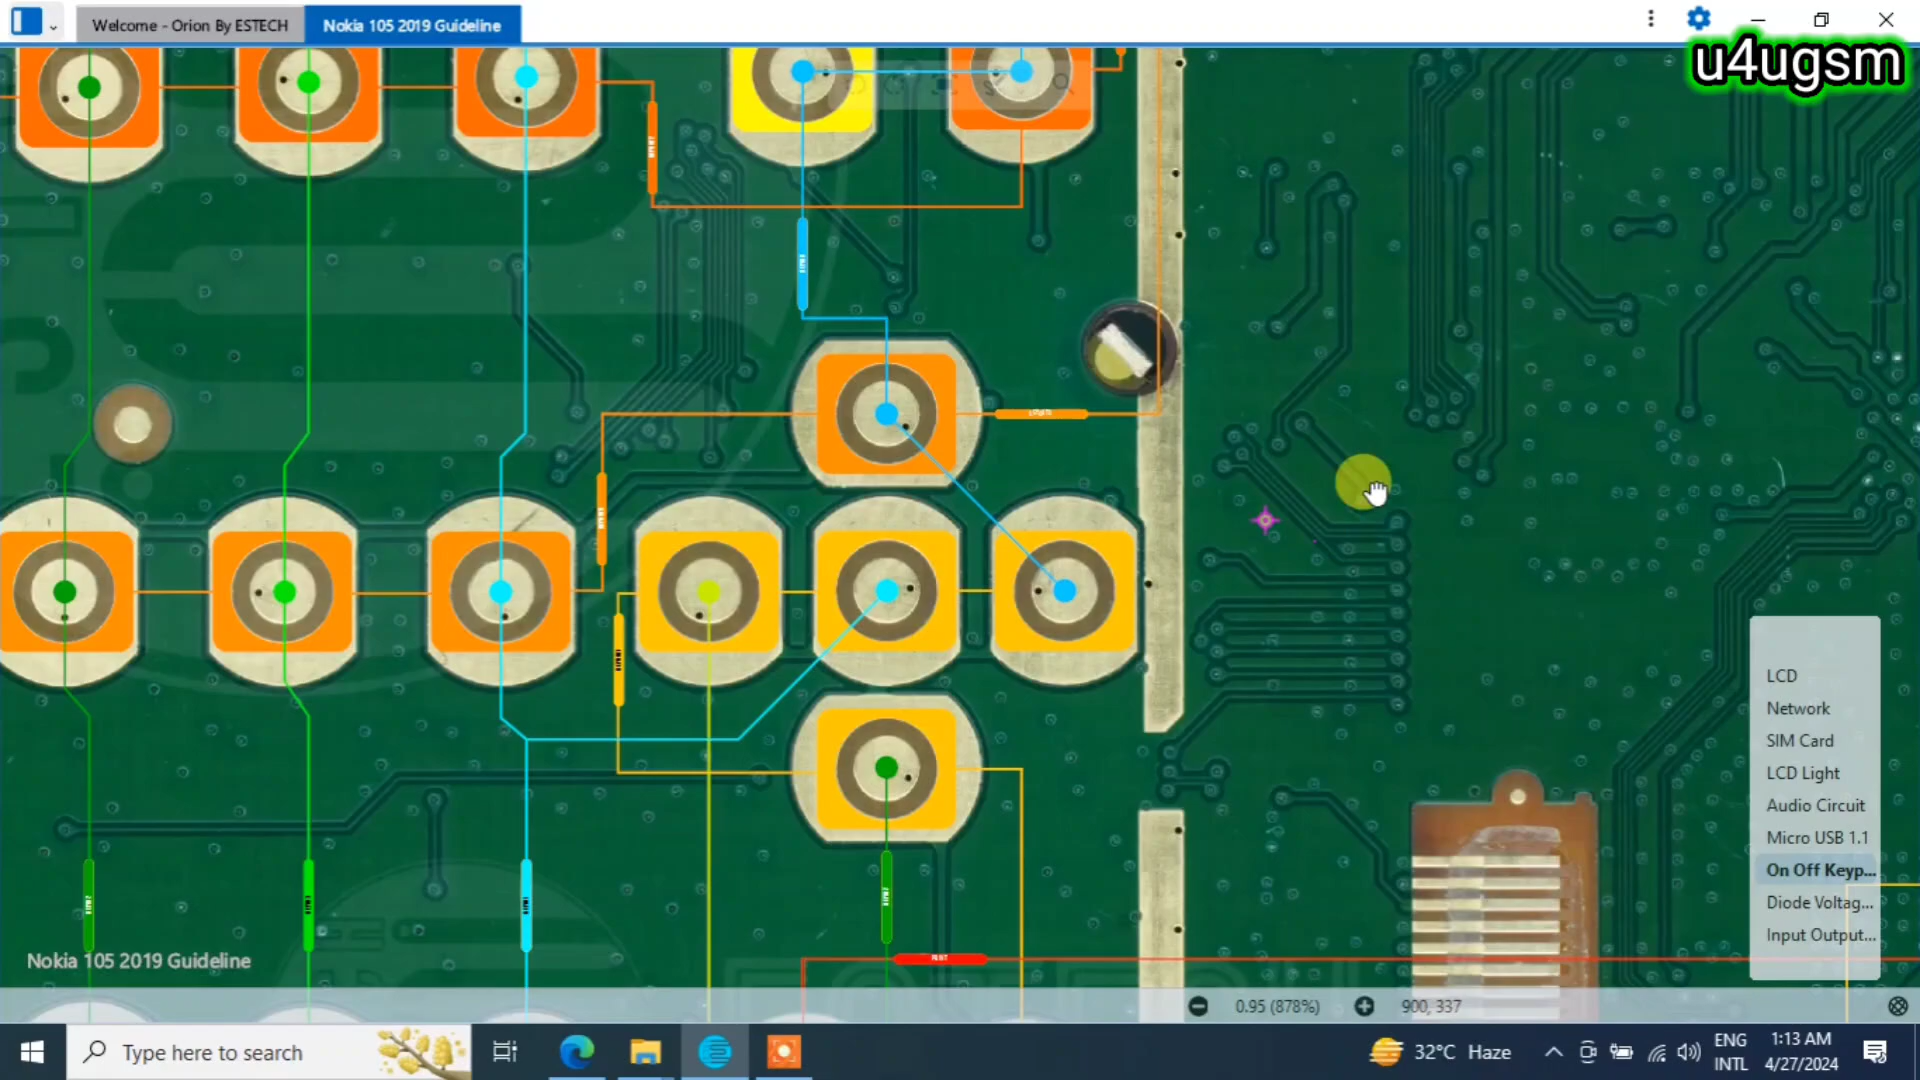 Welcome - Orion By ESTECH
Nokia 105 2019 Guideline
u4ugsm
LCD
Network
SIM Card
LCD Light
Audio Circuit
Micro USB 1.1
On Off Keyp...
Diode Voltag...
Input Output...
Nokia 105 2019 Guideline
0.95 (878%)
900, 337
Type here to search
32°C Haze
ENG
INTL
1:13 AM
4/27/2024